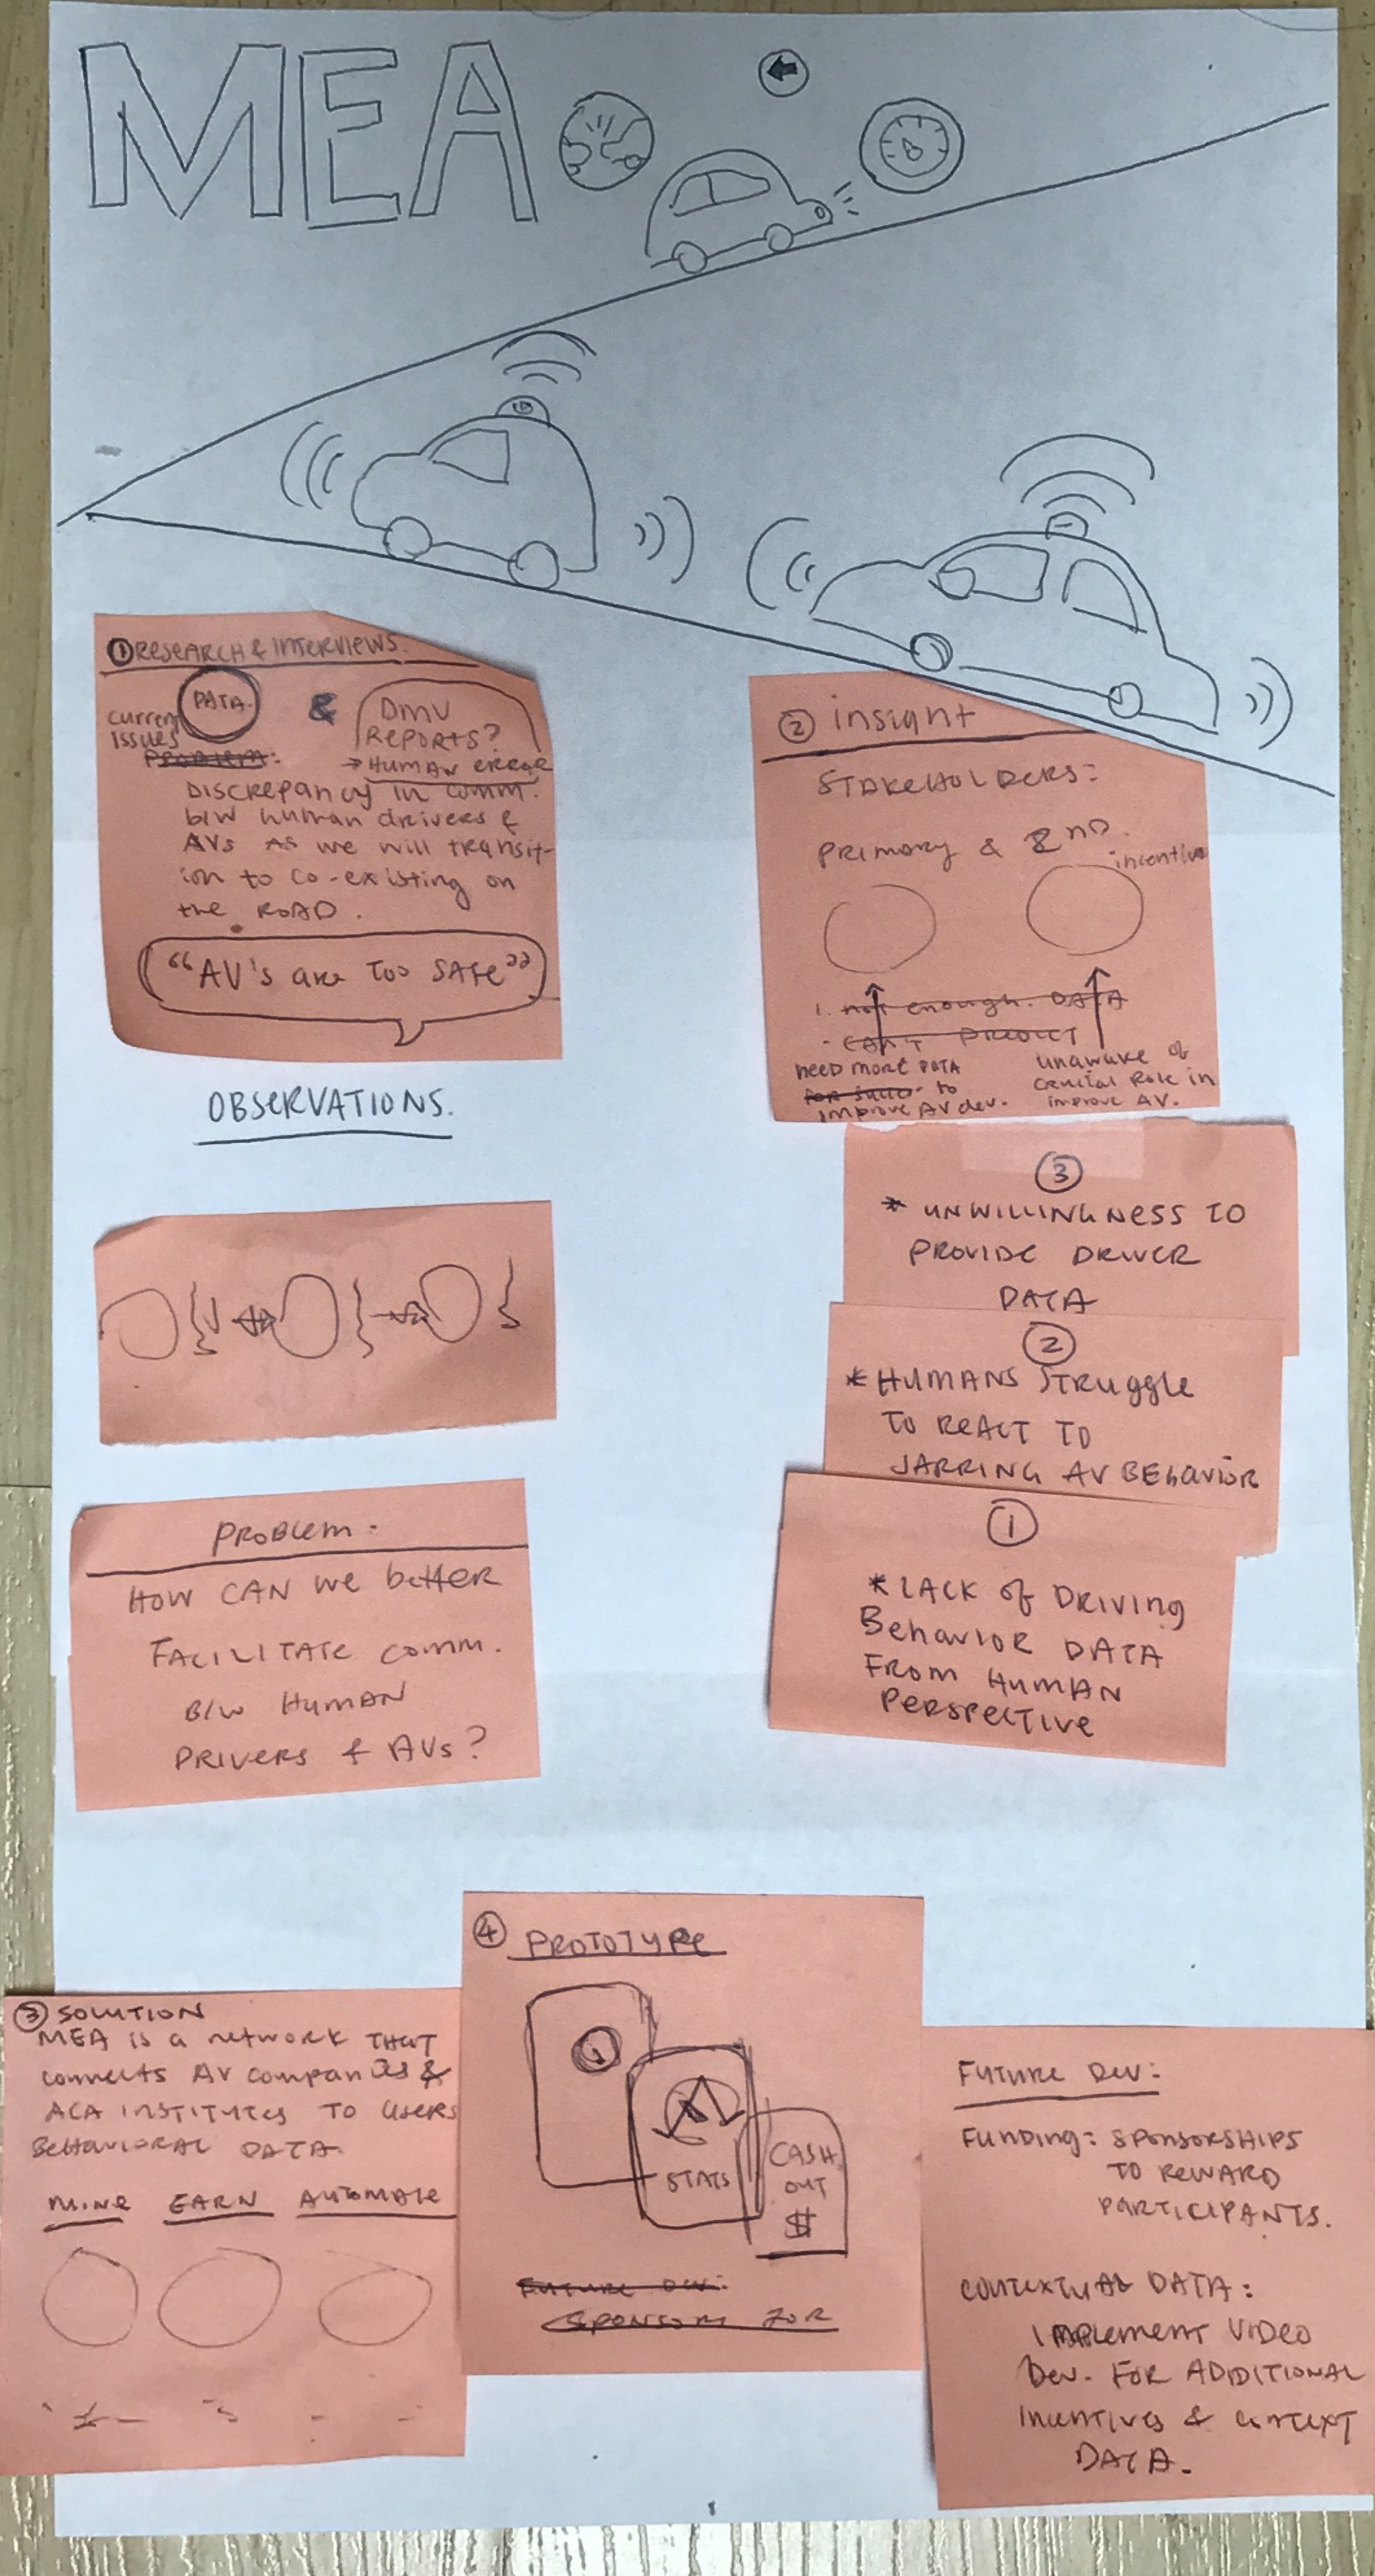 MEA
① RESEARCH & INTERVIEWS.
DATA.
&
DMV
REPORTS?
→ HUMAN ERROR
CURRENT
ISSUES
PROBLEM:
DISCREPANCY IN COMM.
B/W HUMAN DRIVERS &
AVs AS WE WILL TRANSIT-
ION TO CO-EXISTING ON
THE ROAD.
"AV's are Too SAFE"
② insight
STAKEHOLDERS:
PRIMARY & 2ND.
incentive
1. not enough. DATA
- CAN'T PREDICT
NEED MORE DATA
to
IMPROVE AV dev.
UNAWARE of
CRUCIAL ROLE in
improve AV.
OBSERVATIONS.
③
* UNWILLINGNESS TO
PROVIDE DRIVER
DATA
②
* HUMANS STRUGGLE
TO REACT TO
JARRING AV BEHAVIOR
①
* LACK of DRIVING
BEHAVIOR DATA
FROM HUMAN
PERSPECTIVE
PROBLEM:
HOW CAN WE better
FACILITATE COMM.
B/W HUMAN
DRIVERS & AVs?
③ SOLUTION
MEA is a network THAT
connects AV companies &
ACA INSTITUTES TO USERS
BEHAVIORAL DATA.
MINE EARN AUTOMATE
④ PROTOTYPE
STATS
CASH
OUT
$
FUTURE DEV:
SPONSORS FOR
FUTURE DEV:
FUNDING: SPONSORSHIPS
TO REWARD
PARTICIPANTS.
CONTEXTUAL DATA:
IMPLEMENT VIDEO
DEV. FOR ADIDITIONAL
INCENTIVES & CONTEXT
DATA.